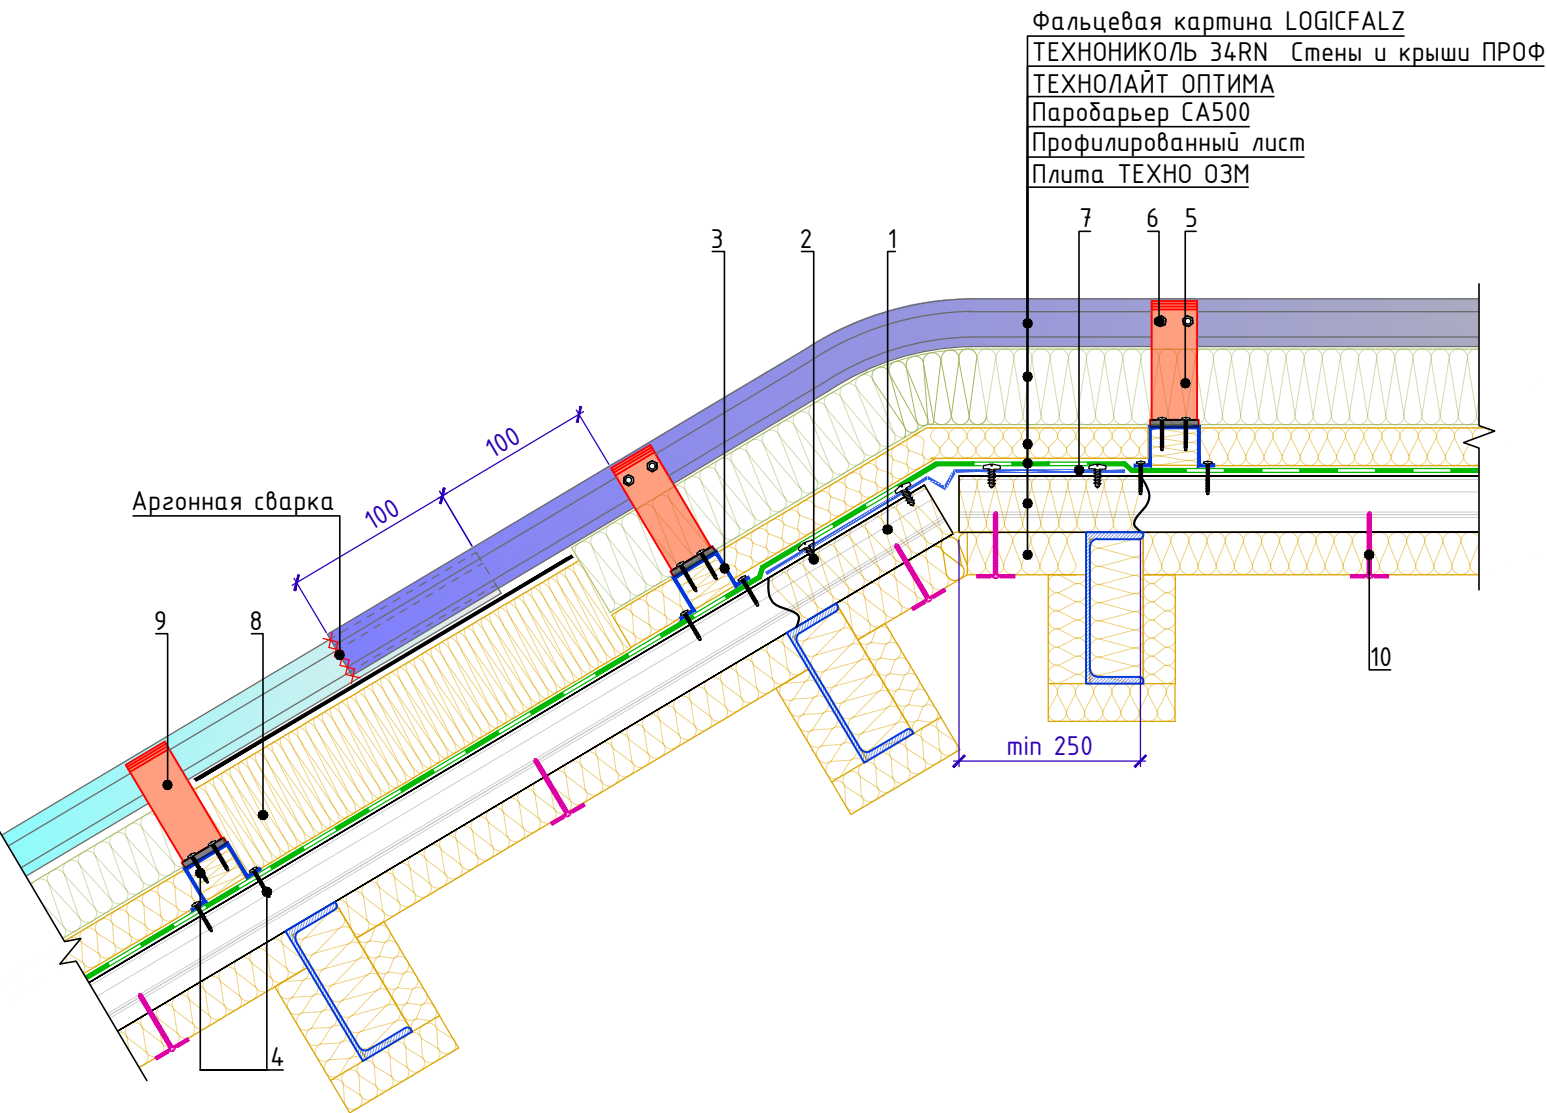 Фальцевая картина LOGICFALZ
ТЕХНОНИКОЛЬ 34RN Стены и крыши ПРОФ
ТЕХНОЛАЙТ ОПТИМА
Паробарьер СА500
Профилированный лист
Плита ТЕХНО ОЗМ
7
6
5
3
2
1
100
100
Аргонная сварка
9
8
10
min 250
4